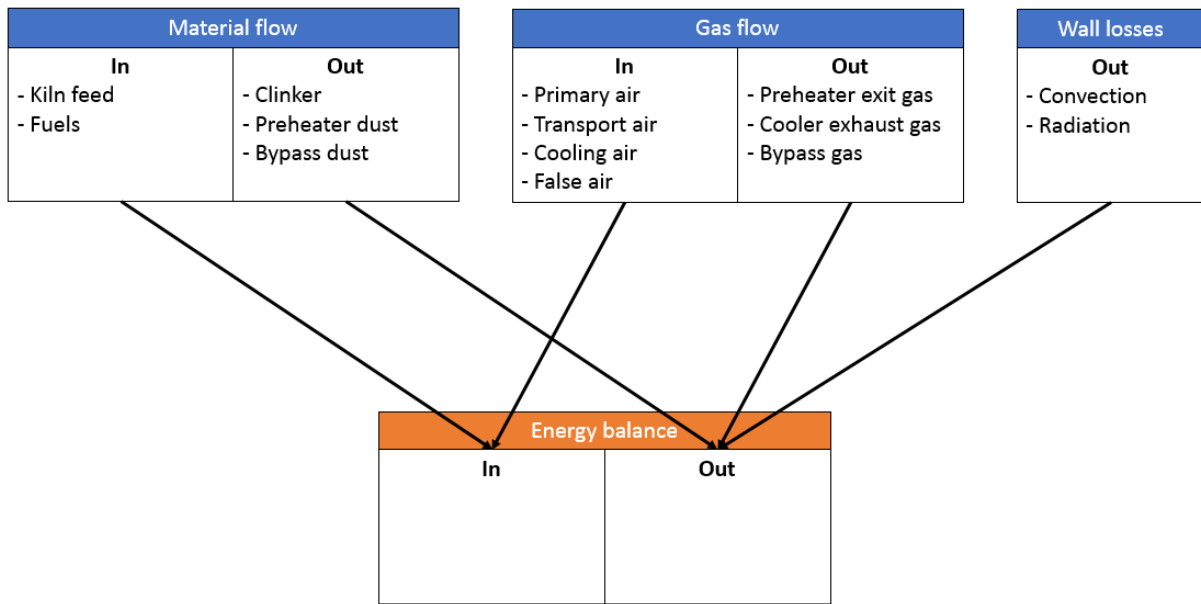 Material flow
In
- Kiln feed
- Fuels
Out
- Clinker
- Preheater dust
- Bypass dust
Gas flow
In
- Primary air
- Transport air
- Cooling air
- False air
Out
- Preheater exit gas
- Cooler exhaust gas
- Bypass gas
Wall losses
Out
- Convection
- Radiation
Energy balance
In
Out